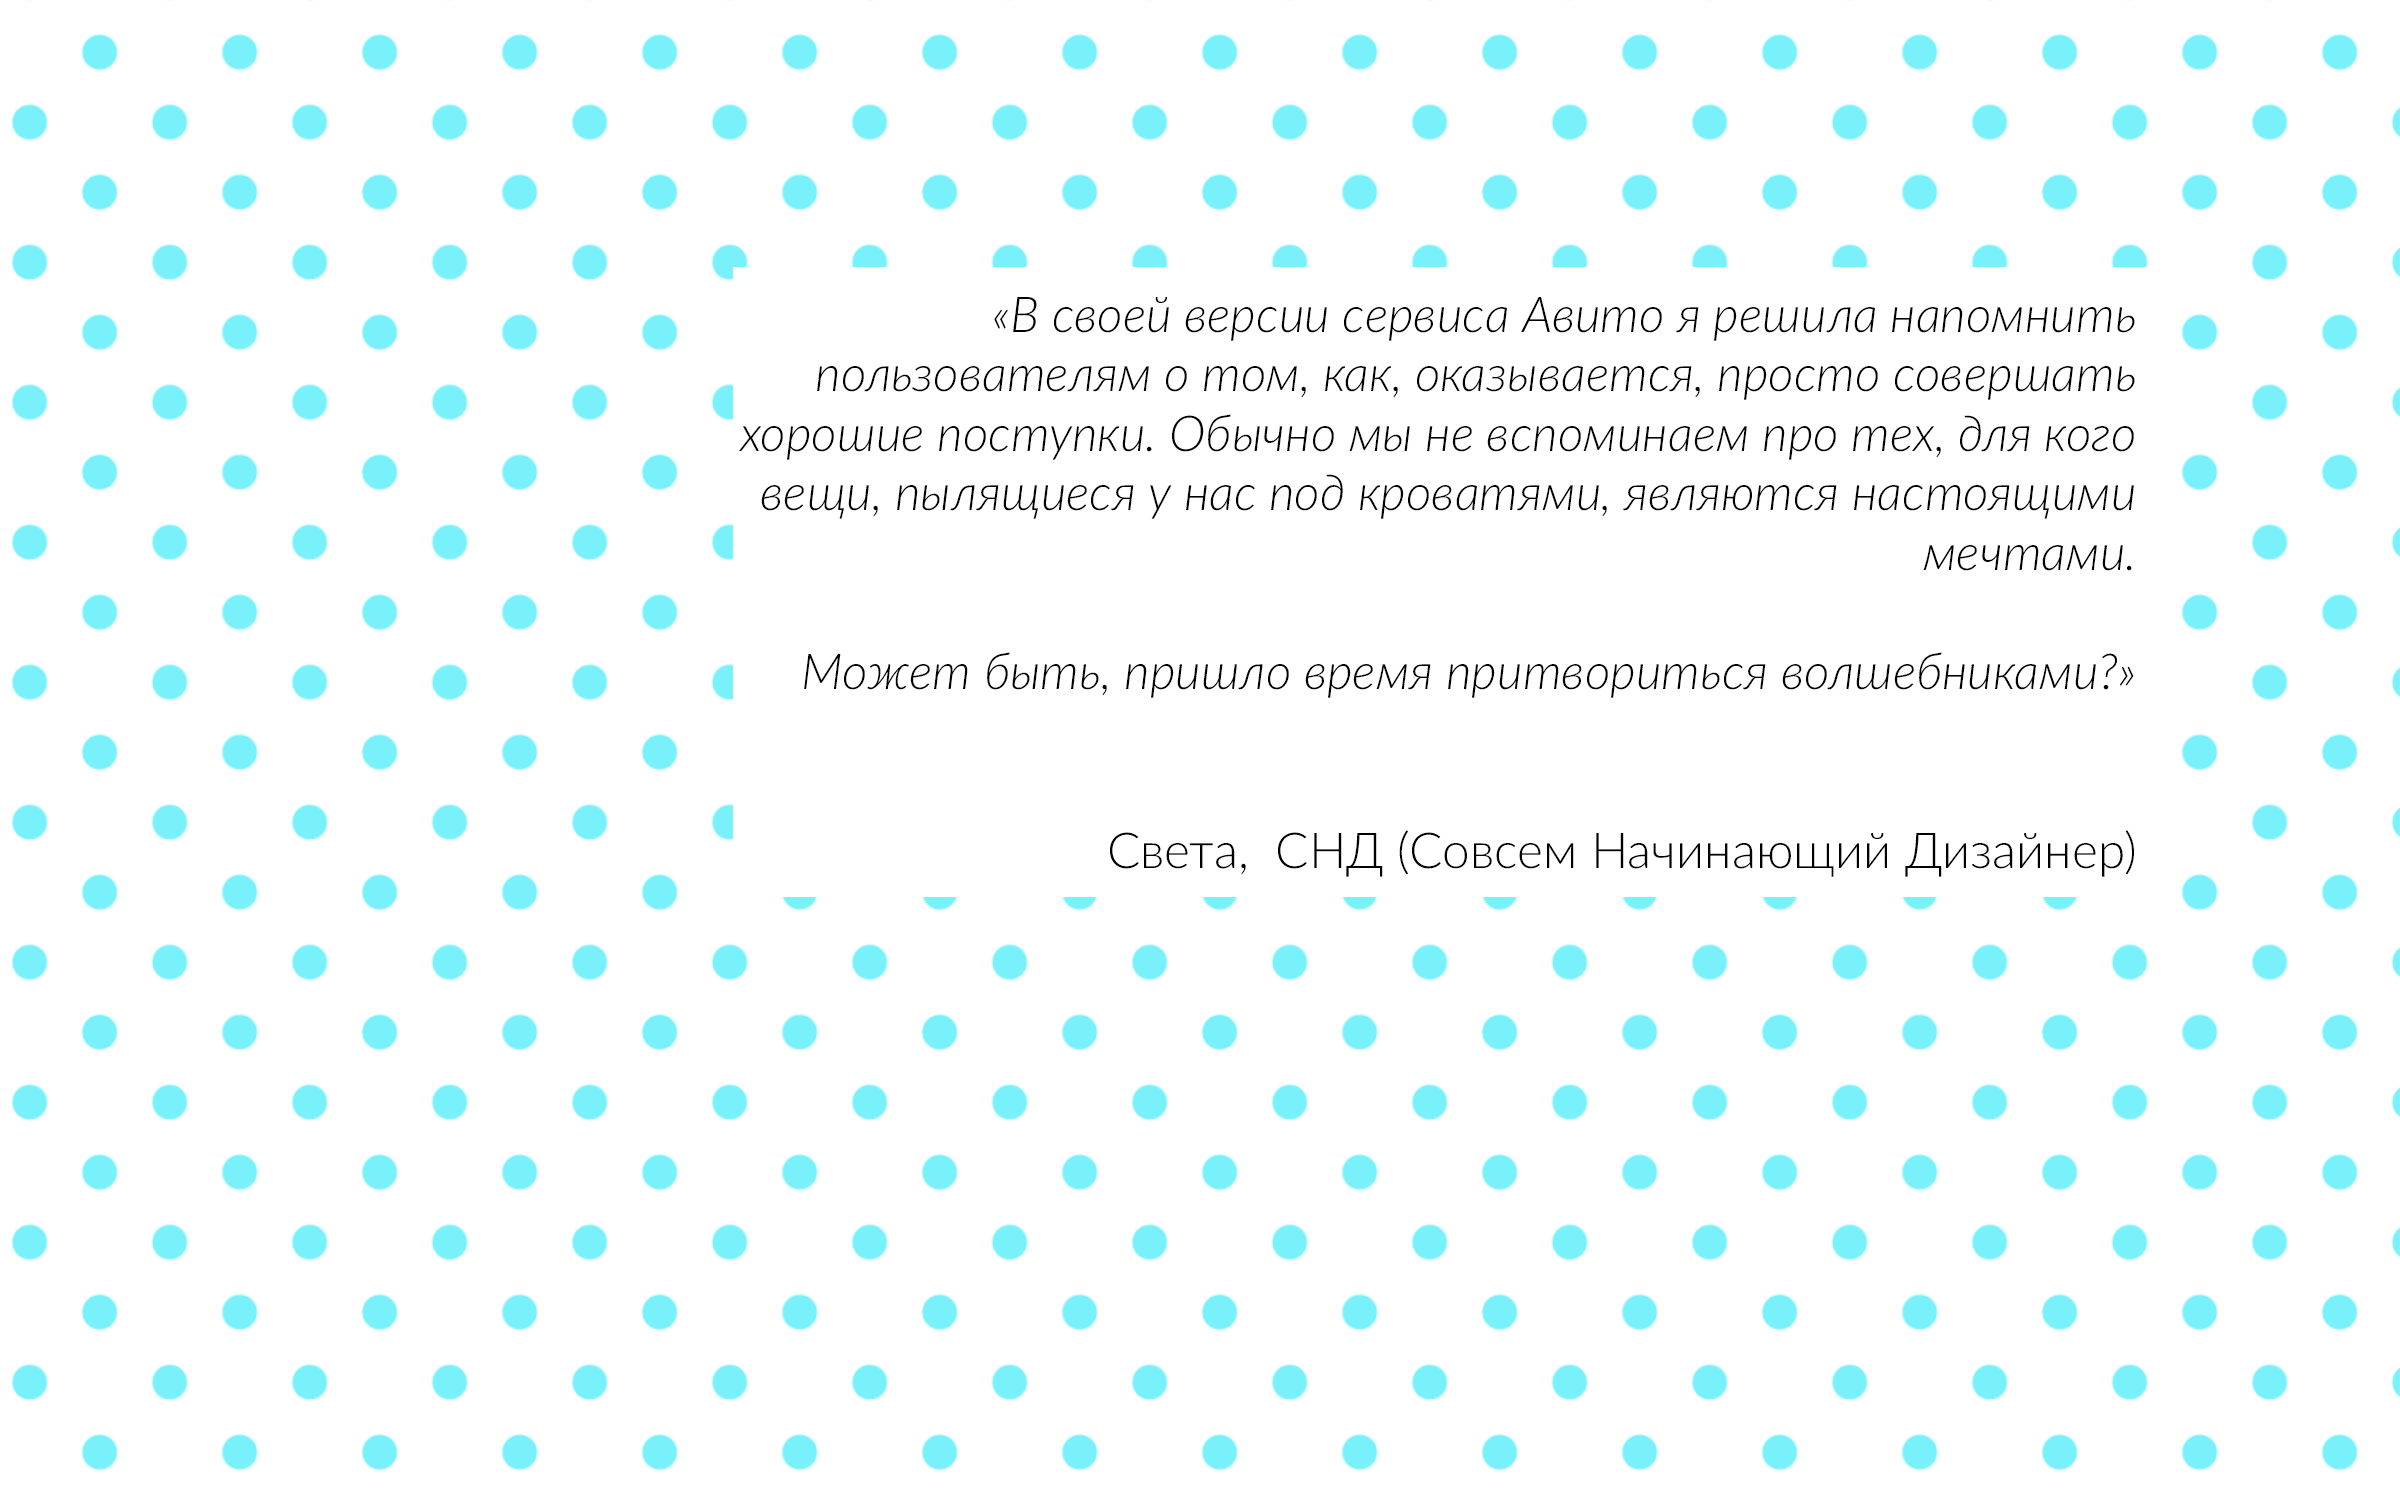 «В своей версии сервиса Авито я решила напомнить
пользователям о том, как, оказывается, просто совершать
хорошие поступки. Обычно мы не вспоминаем про тех, для кого
вещи, пылящиеся у нас под кроватями, являются настоящими
мечтами.
Может быть, пришло время притвориться волшебниками?»
Света,  СНД (Совсем Начинающий Дизайнер)